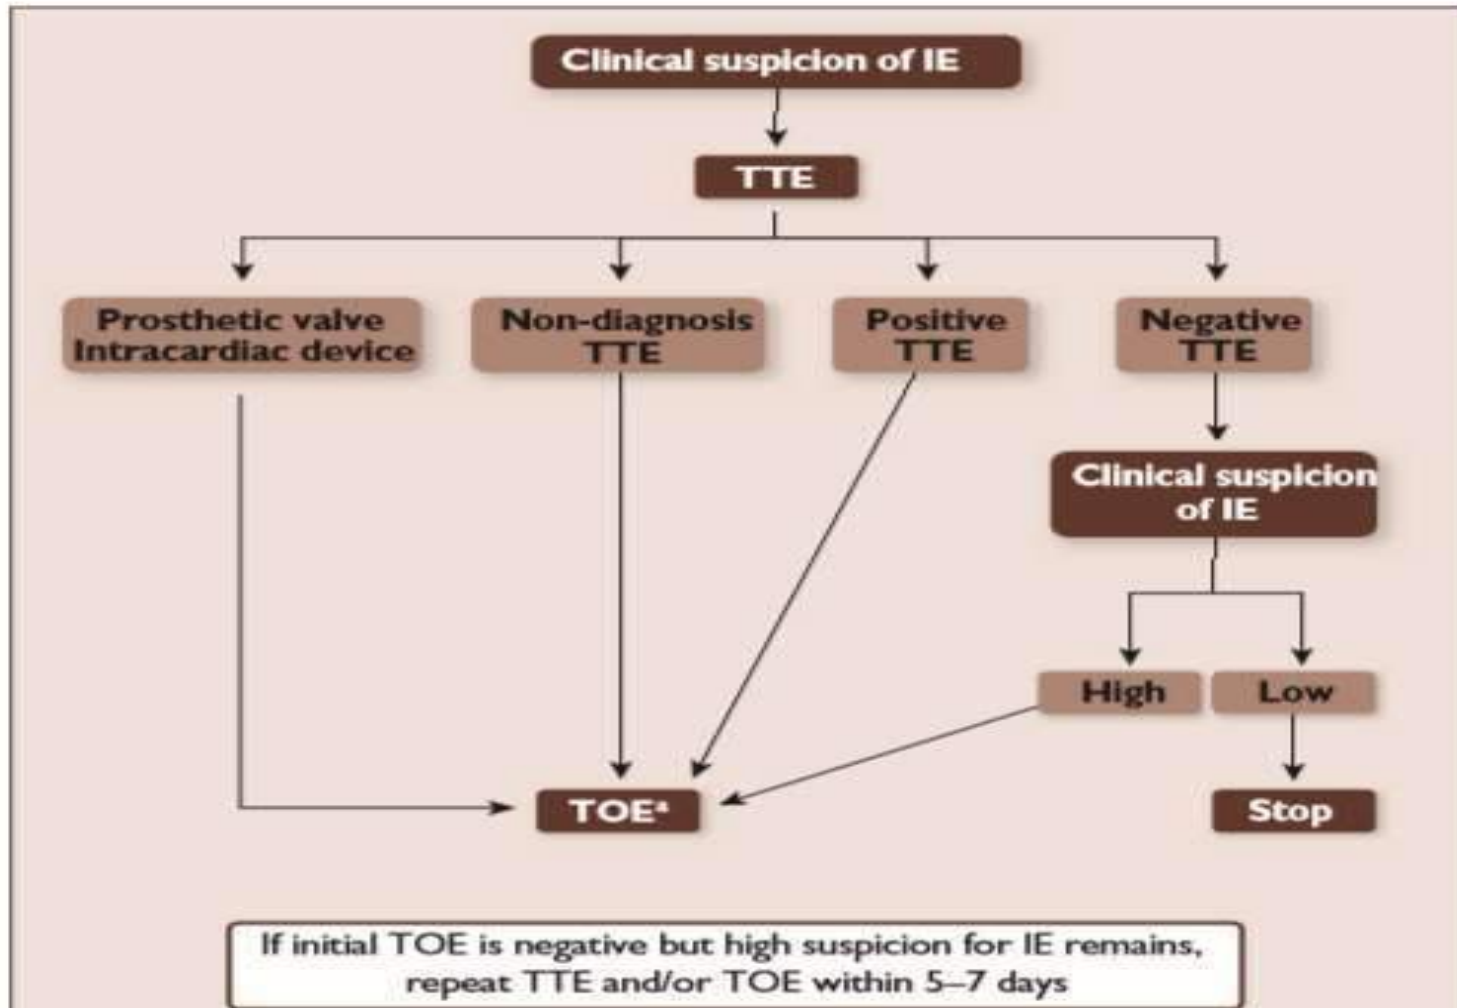 Clinical suspicion of IE
TTE
Prosthetic valve
Intracardiac device
Non-diagnosis
TTE
Positive
TTE
Negative
TTE
Clinical suspicion
of IE
High
Low
TOEᵃ
Stop
If initial TOE is negative but high suspicion for IE remains,
repeat TTE and/or TOE within 5–7 days